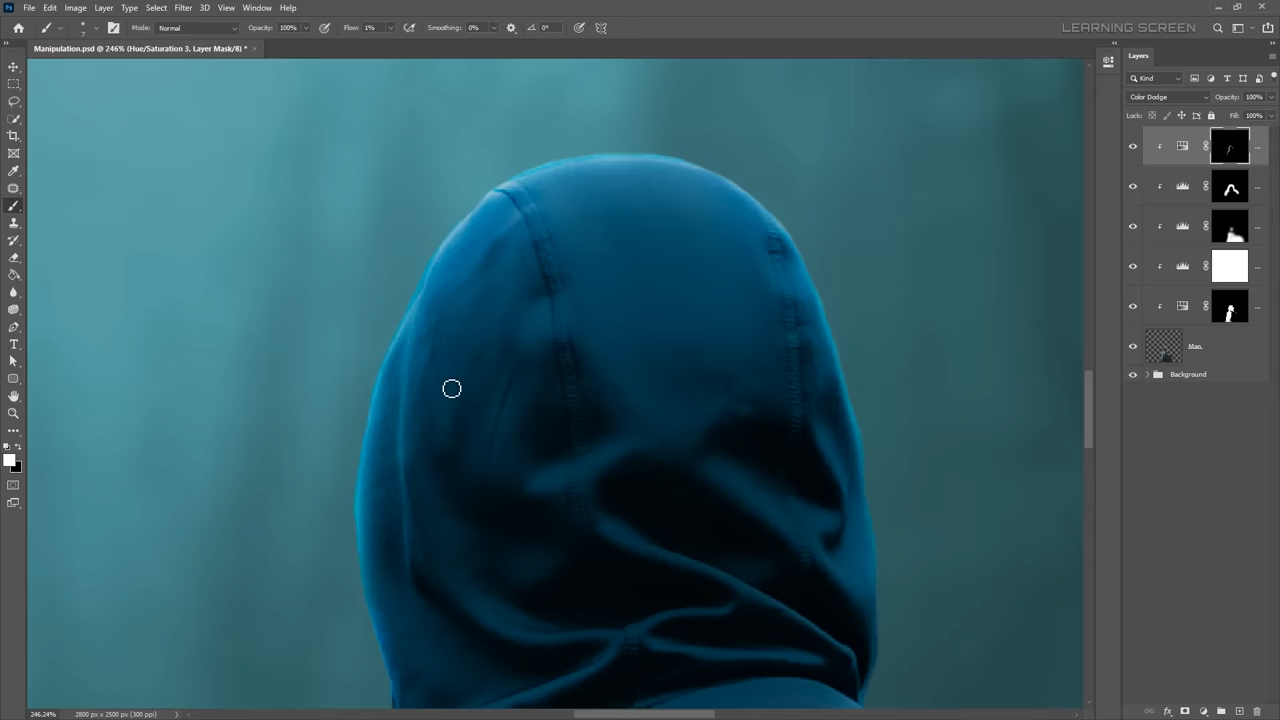 Ps File Edit Image Layer Type Select Filter 3D View Window Help
Mode: Normal Opacity: 100% Flow: 1% Smoothing: 0% 0° LEARNING SCREEN
Manipulation.psd @ 246% (Hue/Saturation 3, Layer Mask/8) * ×
Layers
Kind
Color Dodge Opacity: 100%
Lock: Fill: 100%
Man
Background
246.24% 2800 px x 2500 px (300 ppi)